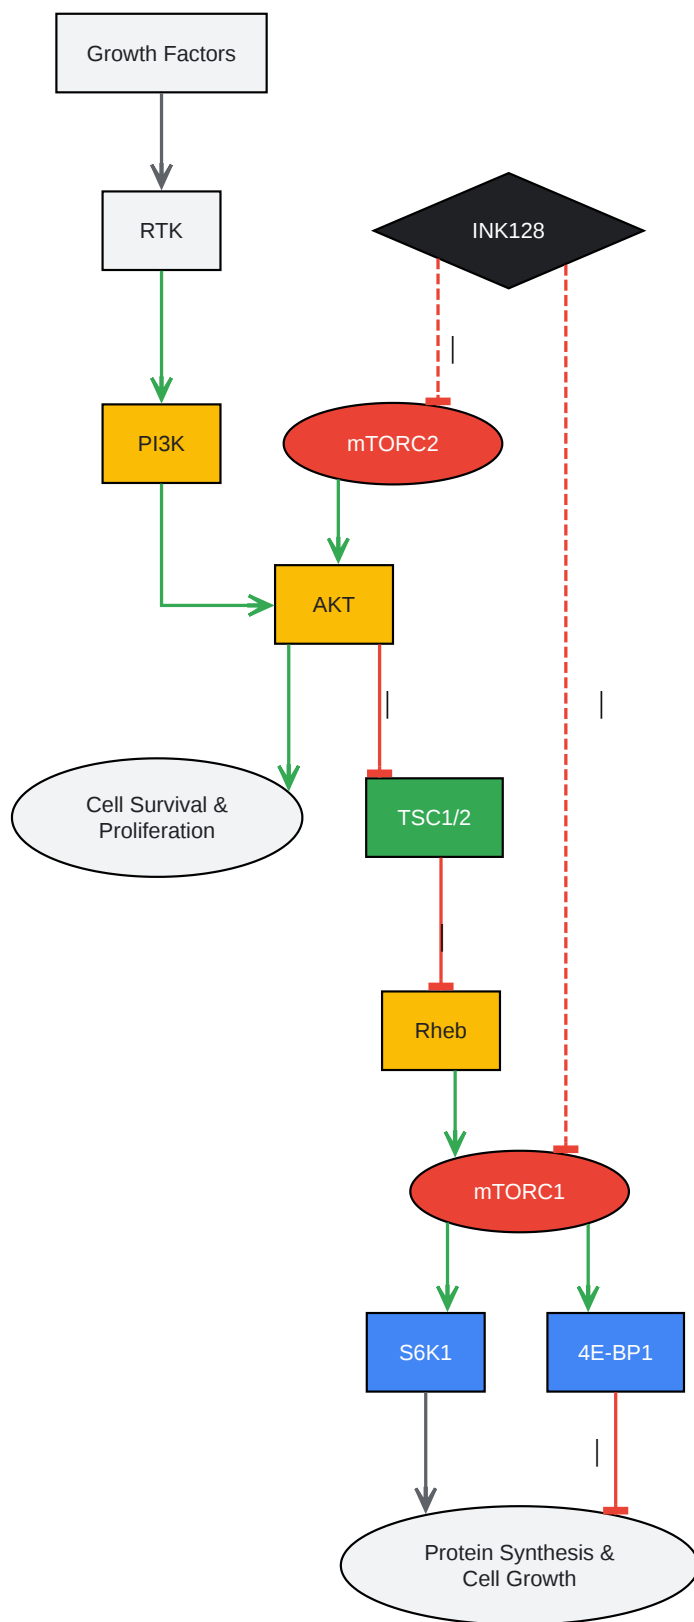 Growth Factors
RTK
INK128
|
PI3K
mTORC2
AKT
|
|
Cell Survival &
Proliferation
TSC1/2
|
Rheb
mTORC1
S6K1
4E-BP1
|
Protein Synthesis &
Cell Growth